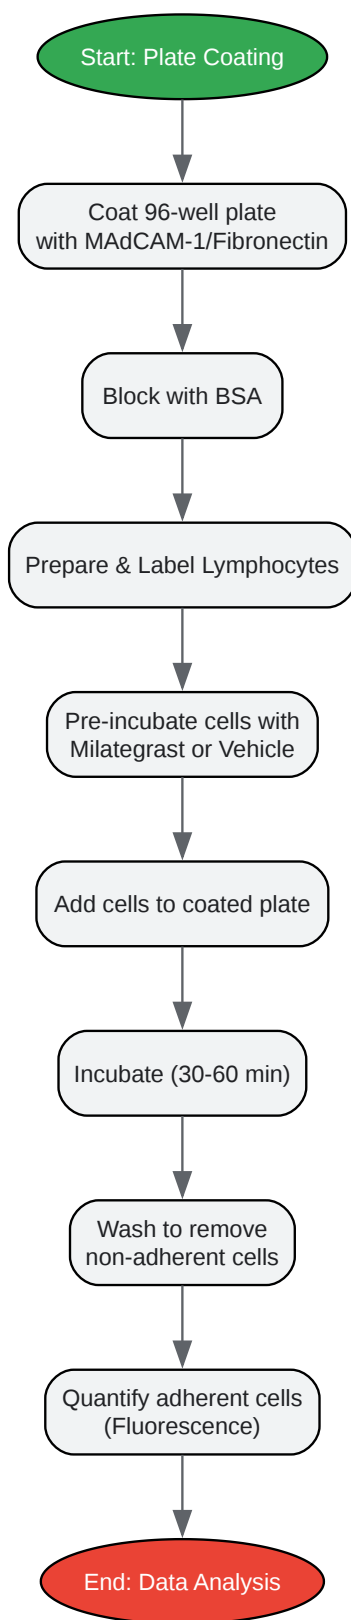 Start: Plate Coating
Coat 96-well plate
with MAdCAM-1/Fibronectin
Block with BSA
Prepare & Label Lymphocytes
Pre-incubate cells with
Milategrast or Vehicle
Add cells to coated plate
Incubate (30-60 min)
Wash to remove
non-adherent cells
Quantify adherent cells
(Fluorescence)
End: Data Analysis